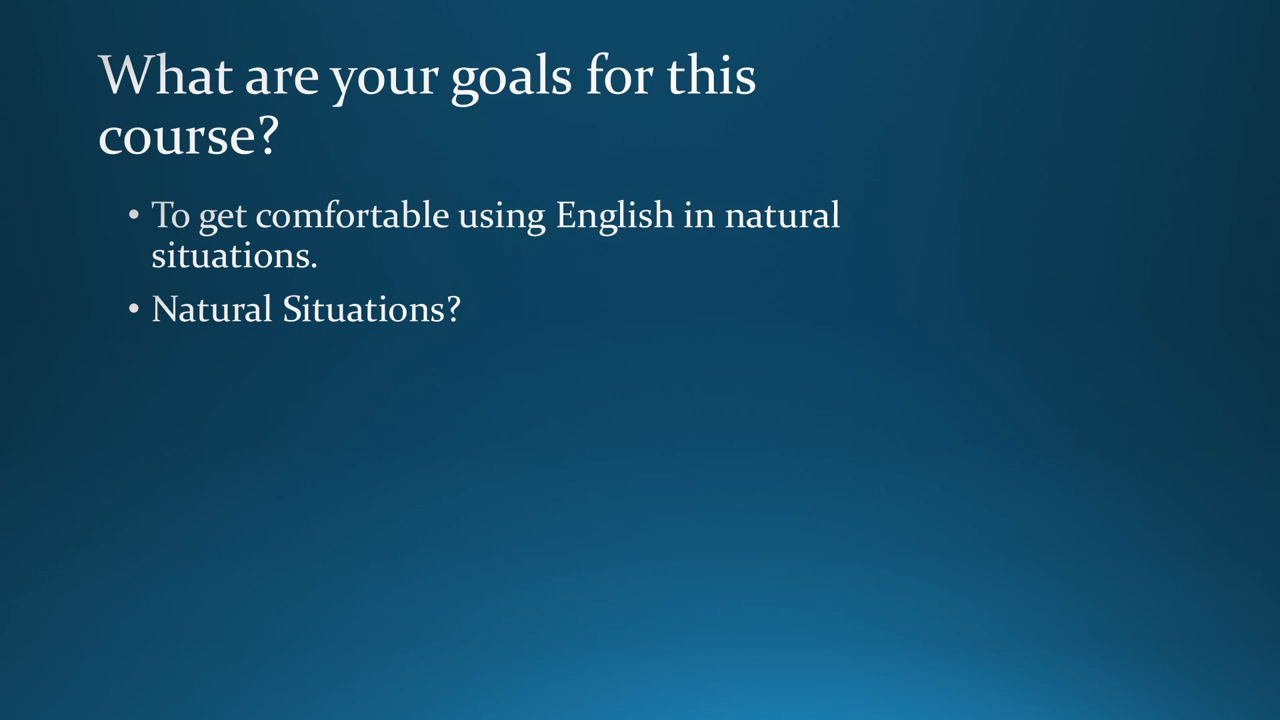 What are your goals for this
course?
• To get comfortable using English in natural
situations.
• Natural Situations?